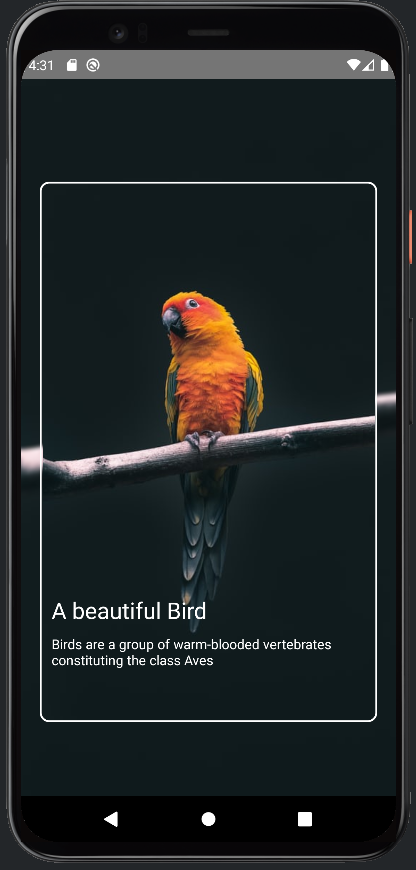 4:31
A beautiful Bird
Birds are a group of warm-blooded vertebrates
constituting the class Aves